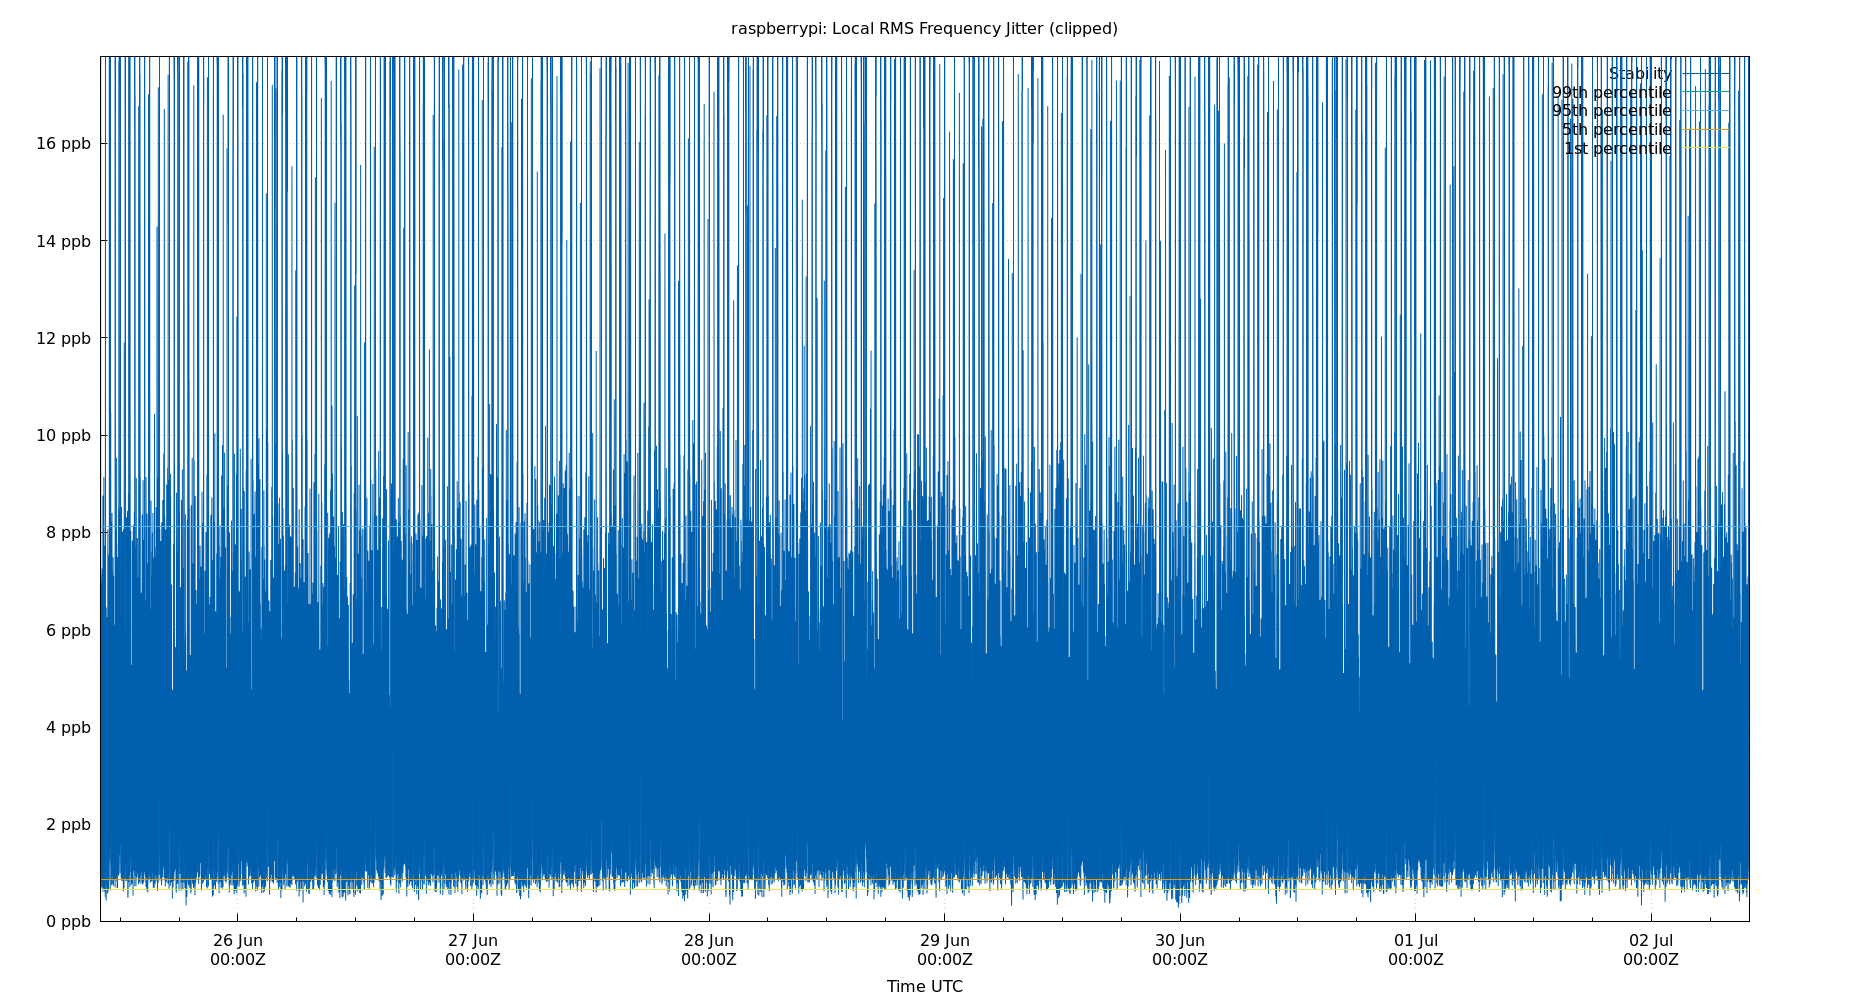 raspberrypi: Local RMS Frequency Jitter (clipped)
Stability
99th percentile
95th percentile
5th percentile
1st percentile
16 ppb
14 ppb
12 ppb
10 ppb
8 ppb
6 ppb
4 ppb
2 ppb
0 ppb
26 Jun 27 Jun 28 Jun 29 Jun 30 Jun 01 Jul 02 Jul
00:00Z 00:00Z 00:00Z 00:00Z 00:00Z 00:00Z 00:00Z
Time UTC